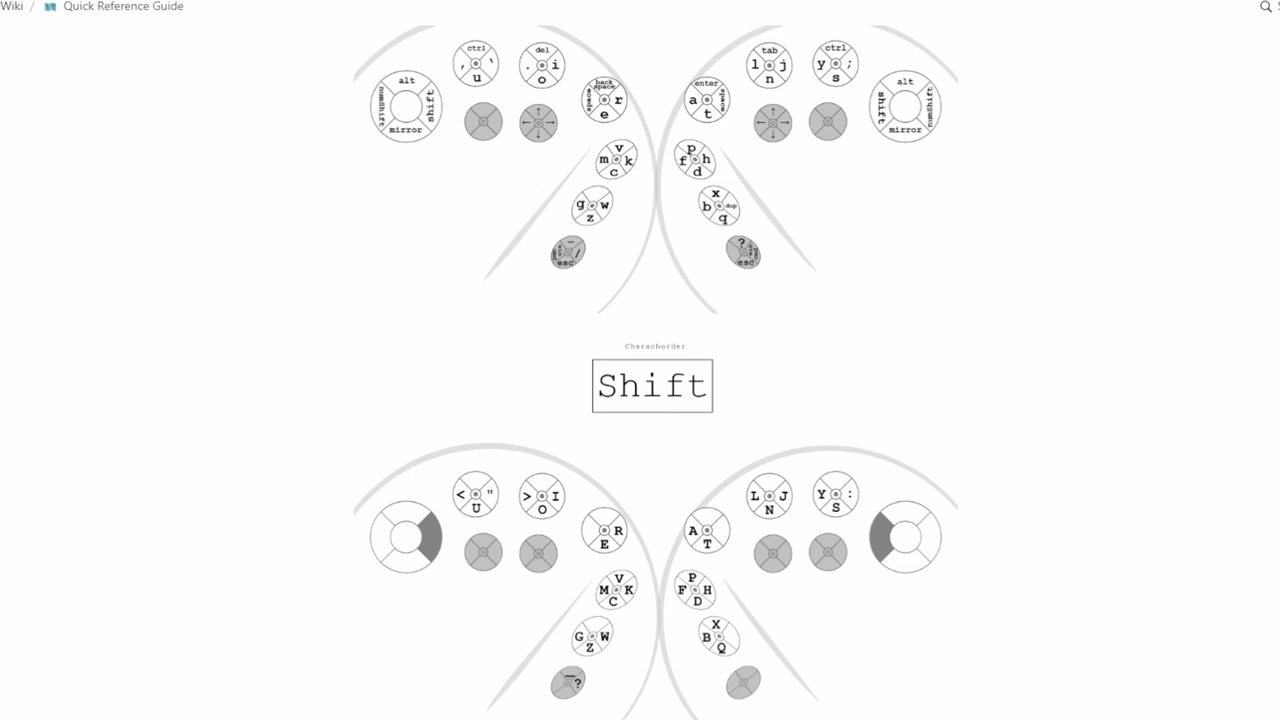 Wiki / Quick Reference Guide
ctrl , ' u
del . i o
back space space r e
alt numShift shift mirror
← ↑ → ↓
v m k c
g w z
esc
tab l j n
ctrl y ; s
enter a space t
alt shift numShift mirror
← ↑ → ↓
p f h d
x b dup q
? esc
Charachorder
Shift
< " U
> I O
R E
V M K C
G W Z
?
L J N
Y : S
A T
P F H D
X B Q